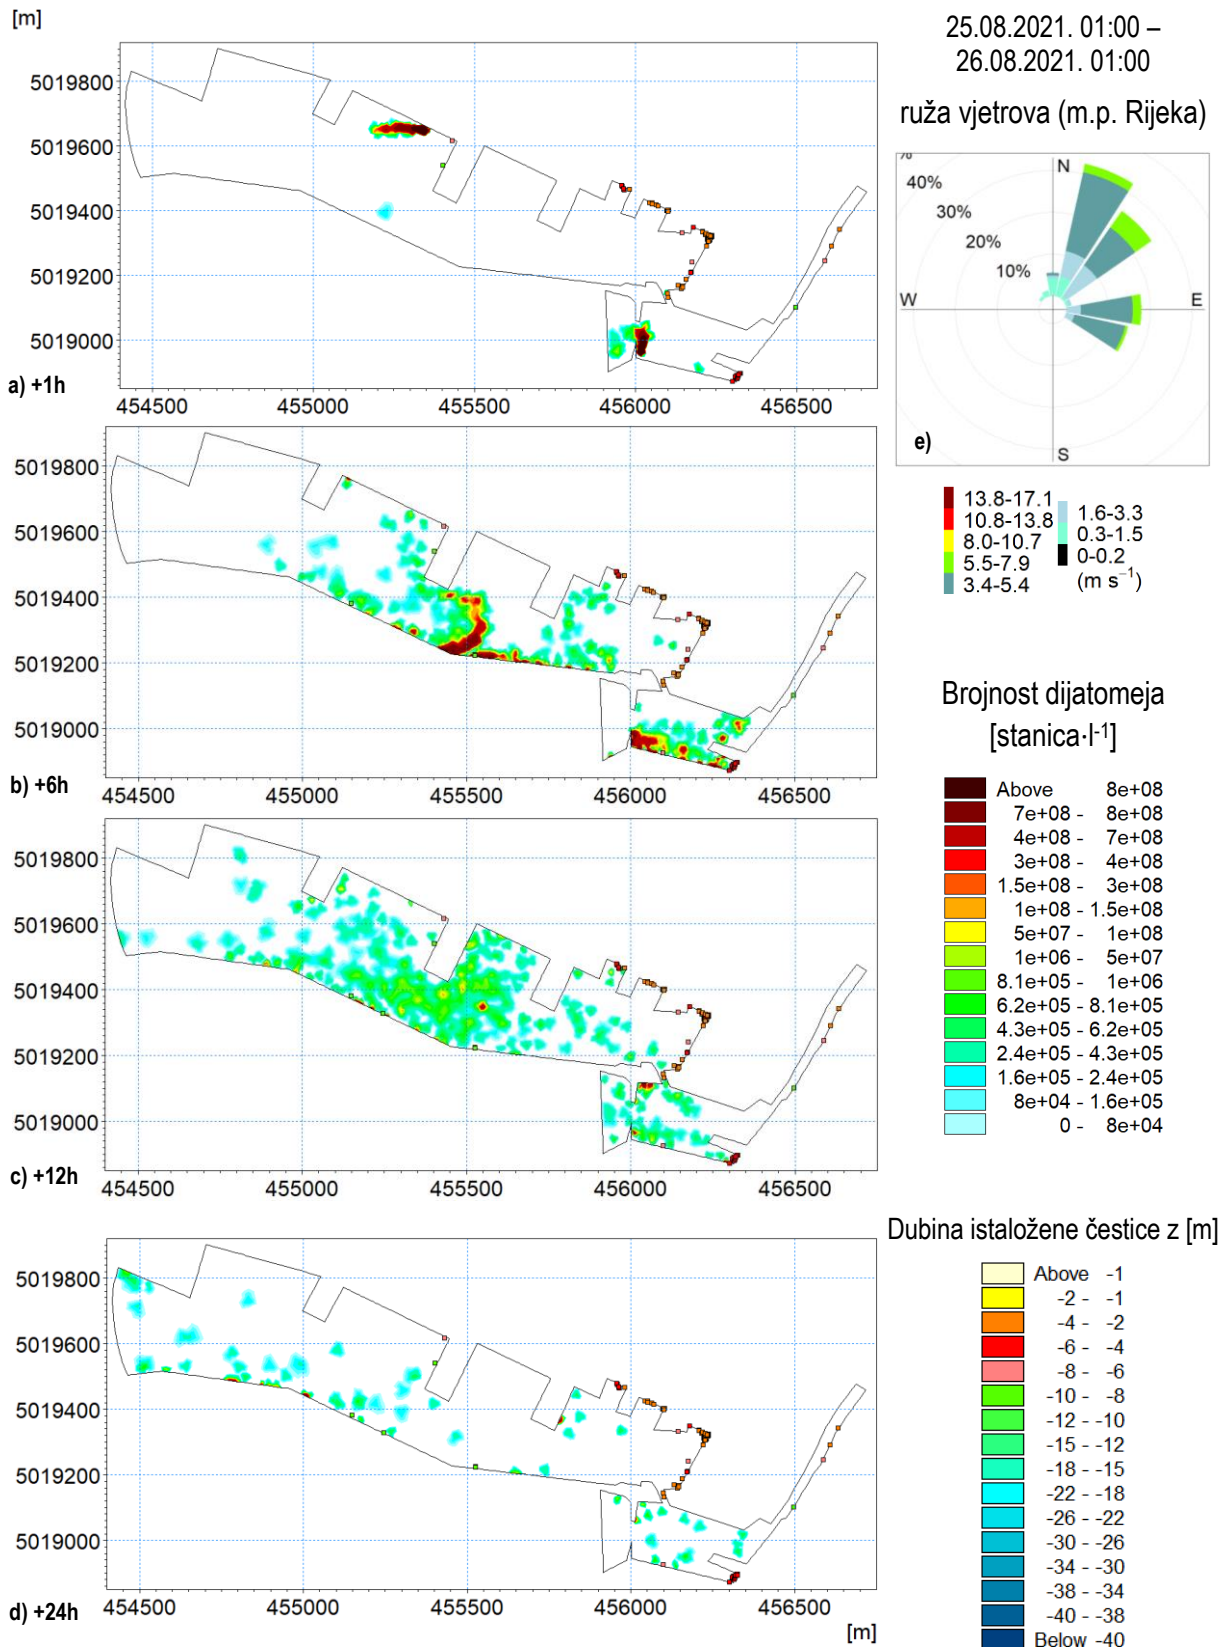 [m]
5019800
5019600
5019400
5019200
5019000
a) +1h
454500 455000 455500 456000 456500
5019800
5019600
5019400
5019200
5019000
b) +6h
454500 455000 455500 456000 456500
5019800
5019600
5019400
5019200
5019000
c) +12h
454500 455000 455500 456000 456500
5019800
5019600
5019400
5019200
5019000
d) +24h
454500 455000 455500 456000 456500
[m]
25.08.2021. 01:00 –
26.08.2021. 01:00
ruža vjetrova (m.p. Rijeka)
%
40%
30%
20%
10%
N
W
E
S
e)
13.8-17.1
10.8-13.8
8.0-10.7
5.5-7.9
3.4-5.4
1.6-3.3
0.3-1.5
0-0.2
(m s⁻¹)
Brojnost dijatomeja
[stanica·l⁻¹]
Above 8e+08
7e+08 - 8e+08
4e+08 - 7e+08
3e+08 - 4e+08
1.5e+08 - 3e+08
1e+08 - 1.5e+08
5e+07 - 1e+08
1e+06 - 5e+07
8.1e+05 - 1e+06
6.2e+05 - 8.1e+05
4.3e+05 - 6.2e+05
2.4e+05 - 4.3e+05
1.6e+05 - 2.4e+05
8e+04 - 1.6e+05
0 - 8e+04
Dubina istaložene čestice z [m]
Above -1
-2 - -1
-4 - -2
-6 - -4
-8 - -6
-10 - -8
-12 - -10
-15 - -12
-18 - -15
-22 - -18
-26 - -22
-30 - -26
-34 - -30
-38 - -34
-40 - -38
Below -40